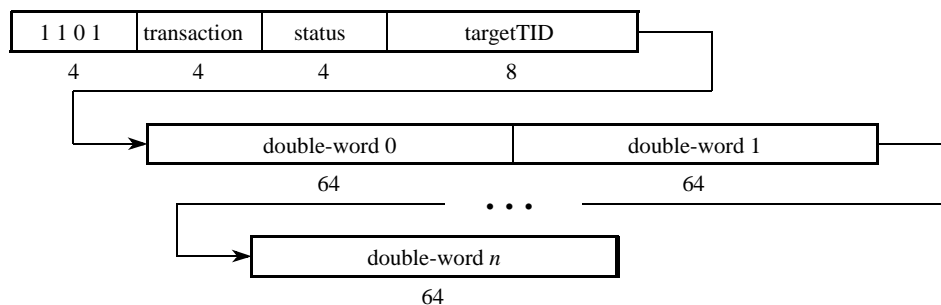 1 1 0 1 transaction status targetTID
4 4 4 8
double-word 0 double-word 1
64 64
• • •
double-word n
64